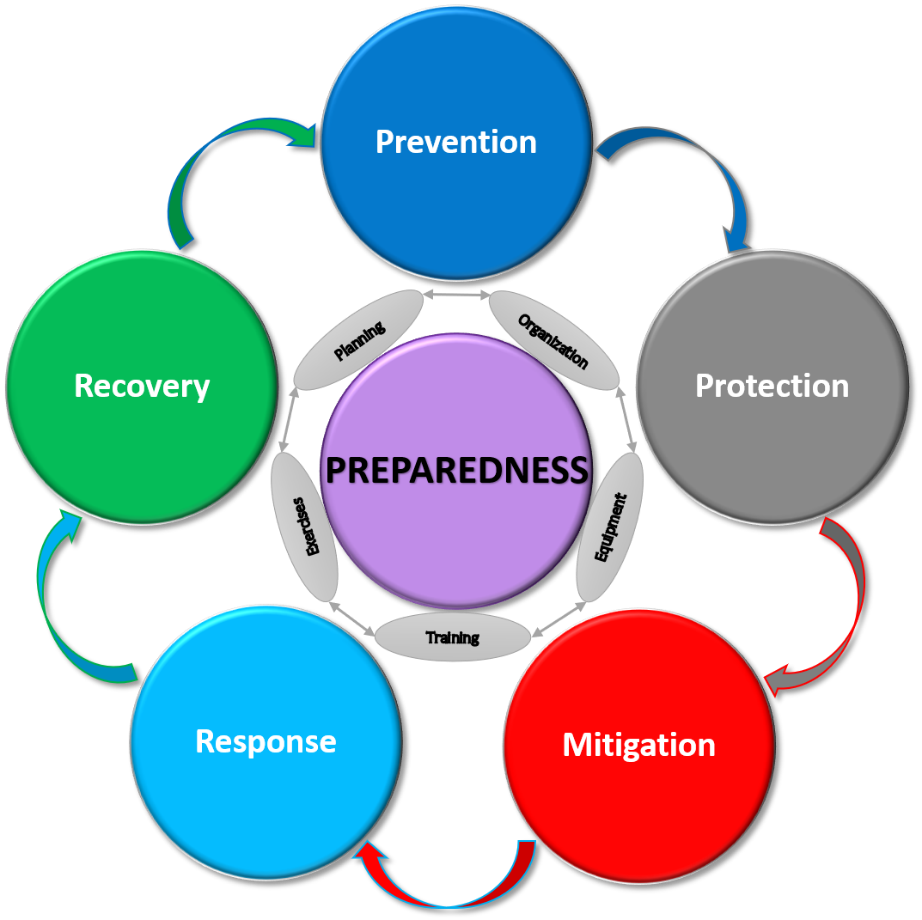 Prevention
Planning
Organization
Recovery
Protection
PREPAREDNESS
Exercises
Equipment
Training
Response
Mitigation